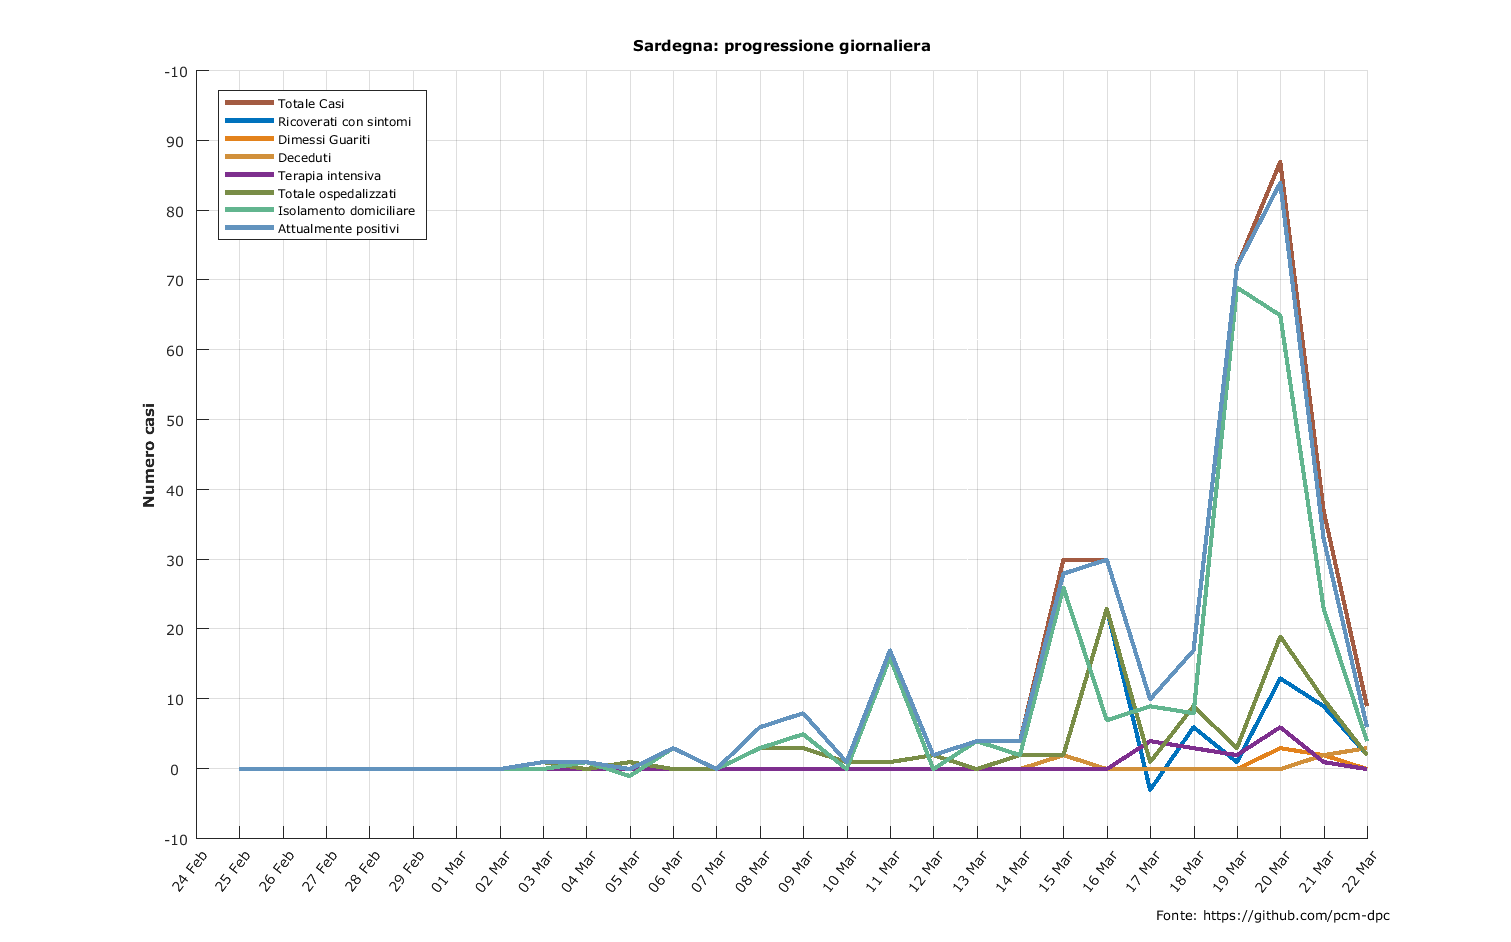 Sardegna: progressione giornaliera
-10
90
80
70
60
50
40
30
20
10
0
-10
Numero casi
Totale Casi
Ricoverati con sintomi
Dimessi Guariti
Deceduti
Terapia intensiva
Totale ospedalizzati
Isolamento domiciliare
Attualmente positivi
24 Feb
25 Feb
26 Feb
27 Feb
28 Feb
29 Feb
01 Mar
02 Mar
03 Mar
04 Mar
05 Mar
06 Mar
07 Mar
08 Mar
09 Mar
10 Mar
11 Mar
12 Mar
13 Mar
14 Mar
15 Mar
16 Mar
17 Mar
18 Mar
19 Mar
20 Mar
21 Mar
22 Mar
Fonte: https://github.com/pcm-dpc